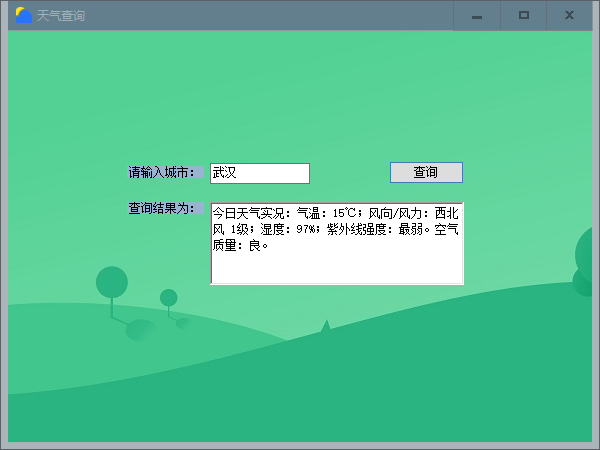 天气查询
请输入城市：
武汉
查询
查询结果为：
今日天气实况：气温：15℃；风向/风力：西北
风 1级；湿度：97%；紫外线强度：最弱。空气
质量：良。